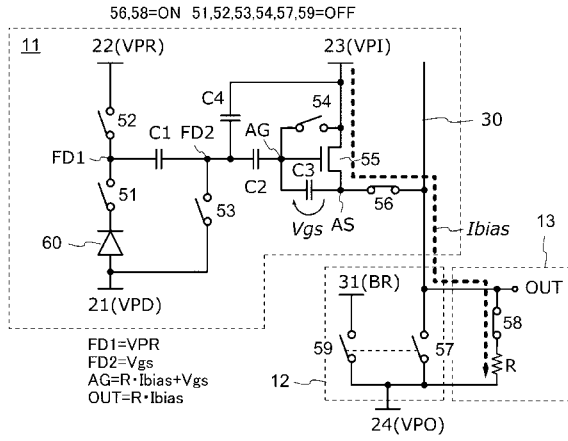 56,58=ON 51,52,53,54,57,59=OFF
11
22(VPR)
23(VPI)
C4
54
52
C1
FD2
AG
30
FD1
55
C2
C3
51
53
56
Vgs
AS
Ibias
60
13
21(VPD)
31(BR)
OUT
58
59
57
R
12
24(VPO)
FD1=VPR
FD2=Vgs
AG=R·Ibias+Vgs
OUT=R·Ibias